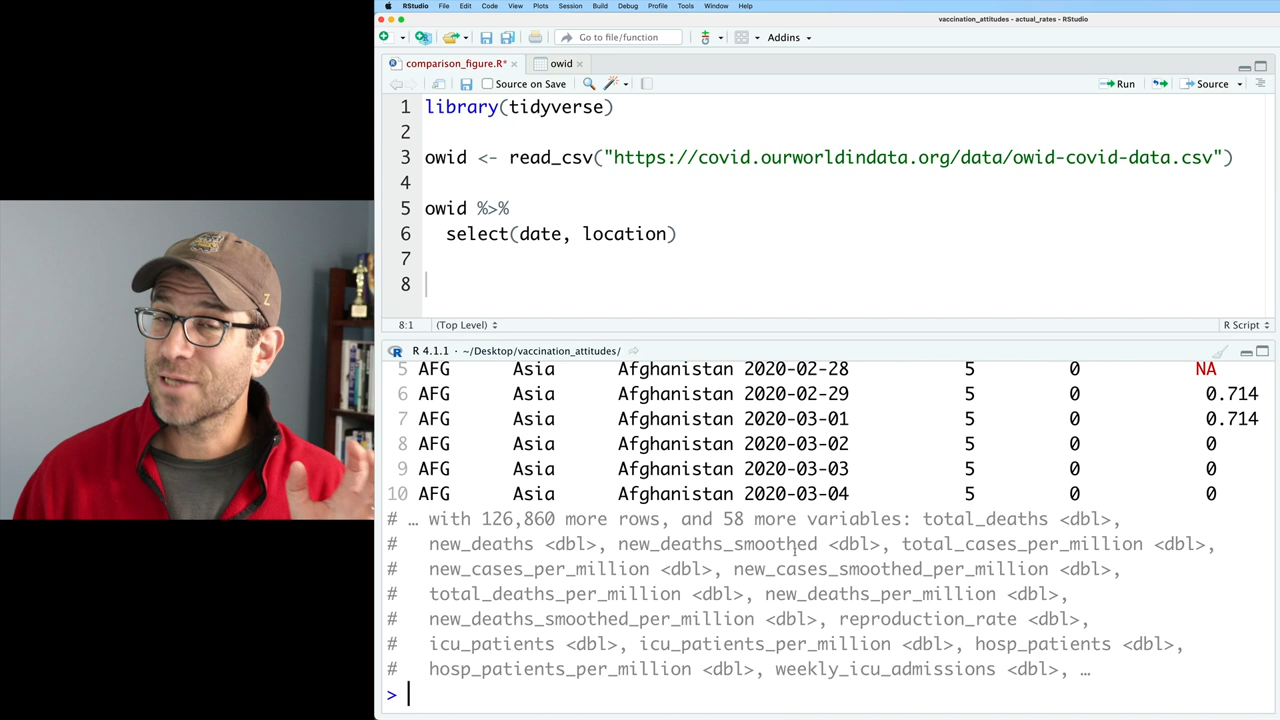 RStudio File Edit Code View Plots Session Build Debug Profile Tools Window Help
vaccination_attitudes - actual_rates - RStudio
Go to file/function Addins
comparison_figure.R* owid
Source on Save Run Source
1 library(tidyverse)
2
3 owid <- read_csv("https://covid.ourworldindata.org/data/owid-covid-data.csv")
4
5 owid %>%
6 select(date, location)
7
8
8:1 (Top Level) R Script
R 4.1.1 · ~/Desktop/vaccination_attitudes/
5 AFG Asia Afghanistan 2020-02-28 5 0 NA
6 AFG Asia Afghanistan 2020-02-29 5 0 0.714
7 AFG Asia Afghanistan 2020-03-01 5 0 0.714
8 AFG Asia Afghanistan 2020-03-02 5 0 0
9 AFG Asia Afghanistan 2020-03-03 5 0 0
10 AFG Asia Afghanistan 2020-03-04 5 0 0
# … with 126,860 more rows, and 58 more variables: total_deaths <dbl>,
# new_deaths <dbl>, new_deaths_smoothed <dbl>, total_cases_per_million <dbl>,
# new_cases_per_million <dbl>, new_cases_smoothed_per_million <dbl>,
# total_deaths_per_million <dbl>, new_deaths_per_million <dbl>,
# new_deaths_smoothed_per_million <dbl>, reproduction_rate <dbl>,
# icu_patients <dbl>, icu_patients_per_million <dbl>, hosp_patients <dbl>,
# hosp_patients_per_million <dbl>, weekly_icu_admissions <dbl>, …
>
Z